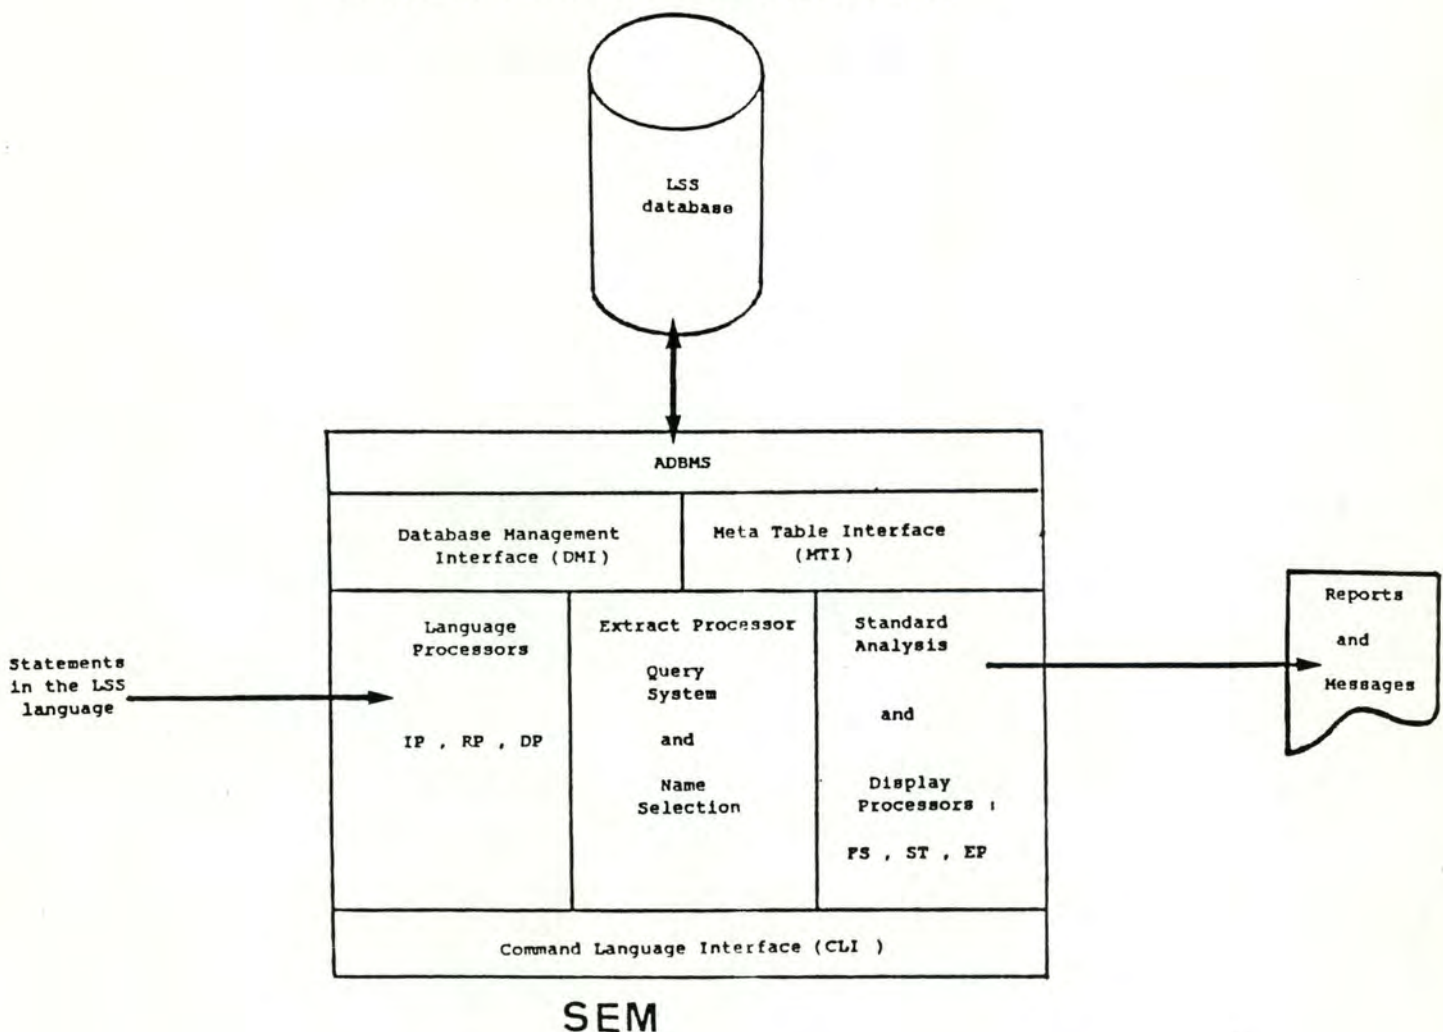 LSS
database
ADBMS
Database Management
Interface (DMI)
Meta Table Interface
(MTI)
Statements
in the LSS
language
Language
Processors
IP , RP , DP
Extract Processor
Query
System
and
Name
Selection
Standard
Analysis
and
Display
Processors :
FS , ST , EP
Reports
and
Messages
Command Language Interface (CLI )
SEM